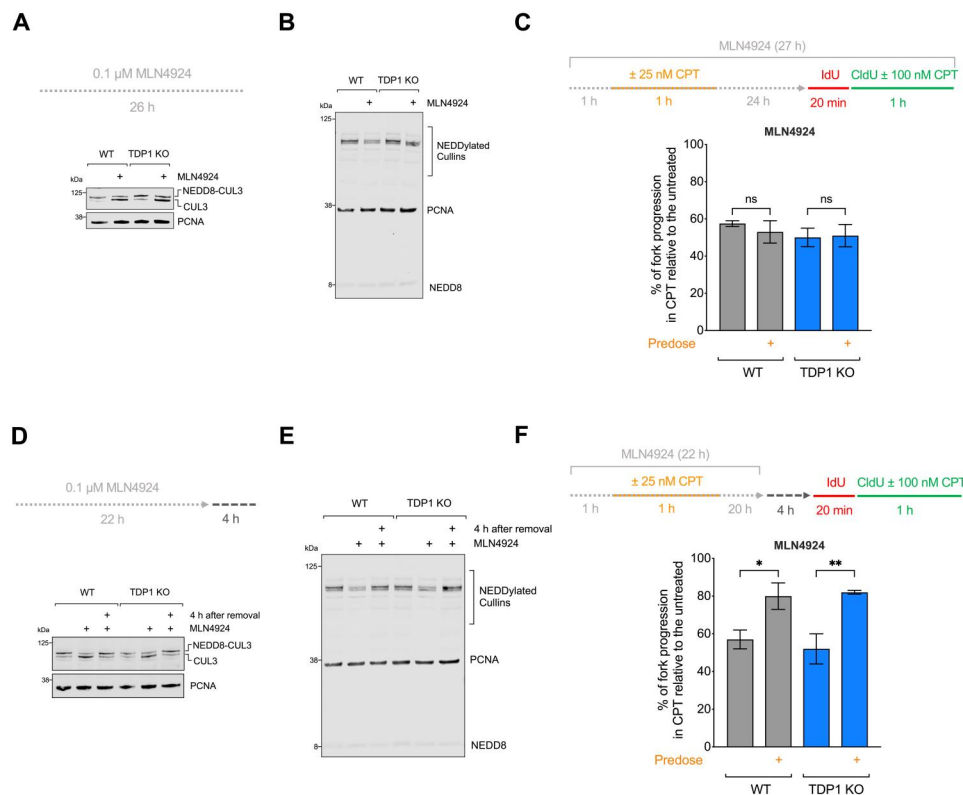 A
0.1 µM MLN4924
26 h
WT TDP1 KO
+ + MLN4924
kDa
125
NEDD8-CUL3
CUL3
38
PCNA
B
WT TDP1 KO
+ + MLN4924
kDa
125
NEDDylated
Cullins
38
PCNA
8
NEDD8
C
MLN4924 (27 h)
± 25 nM CPT IdU CldU ± 100 nM CPT
1 h 1 h 24 h 20 min 1 h
MLN4924
% of fork progression
in CPT relative to the untreated
100
80
60
40
20
0
ns ns
Predose + +
WT TDP1 KO
D
0.1 µM MLN4924
22 h 4 h
WT TDP1 KO
+ + 4 h after removal
+ + + + MLN4924
kDa
125
NEDD8-CUL3
CUL3
38
PCNA
E
WT TDP1 KO
+ + 4 h after removal
+ + + + MLN4924
kDa
125
NEDDylated
Cullins
38
PCNA
8
NEDD8
F
MLN4924 (22 h)
± 25 nM CPT IdU CldU ± 100 nM CPT
1 h 1 h 20 h 4 h 20 min 1 h
MLN4924
% of fork progression
in CPT relative to the untreated
100
80
60
40
20
0
* **
Predose + +
WT TDP1 KO